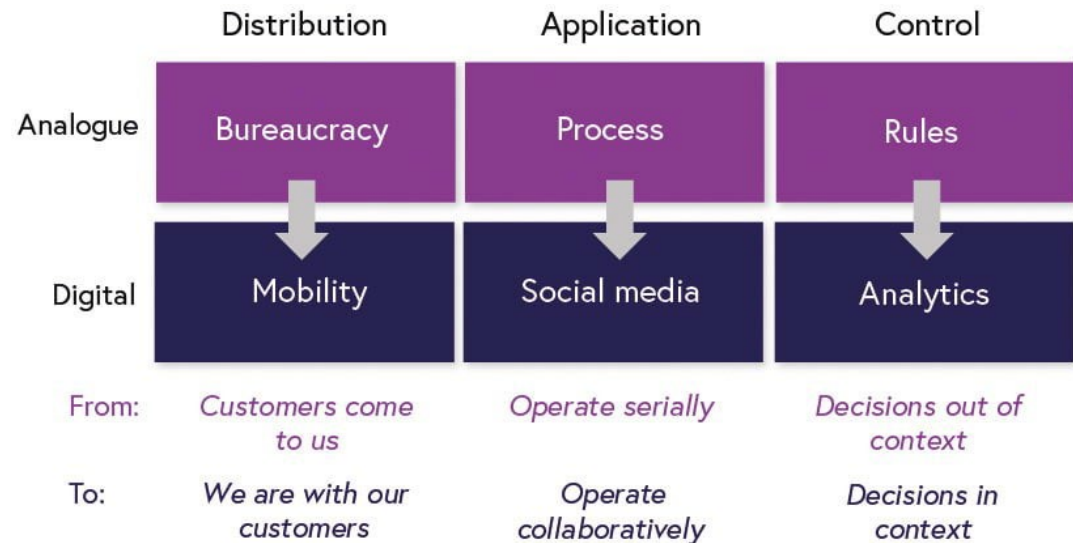 Distribution Application Control
Analogue Bureaucracy Process Rules
Digital Mobility Social media Analytics
From: Customers come Operate serially Decisions out of
to us context
To: We are with our Operate Decisions in
customers collaboratively context